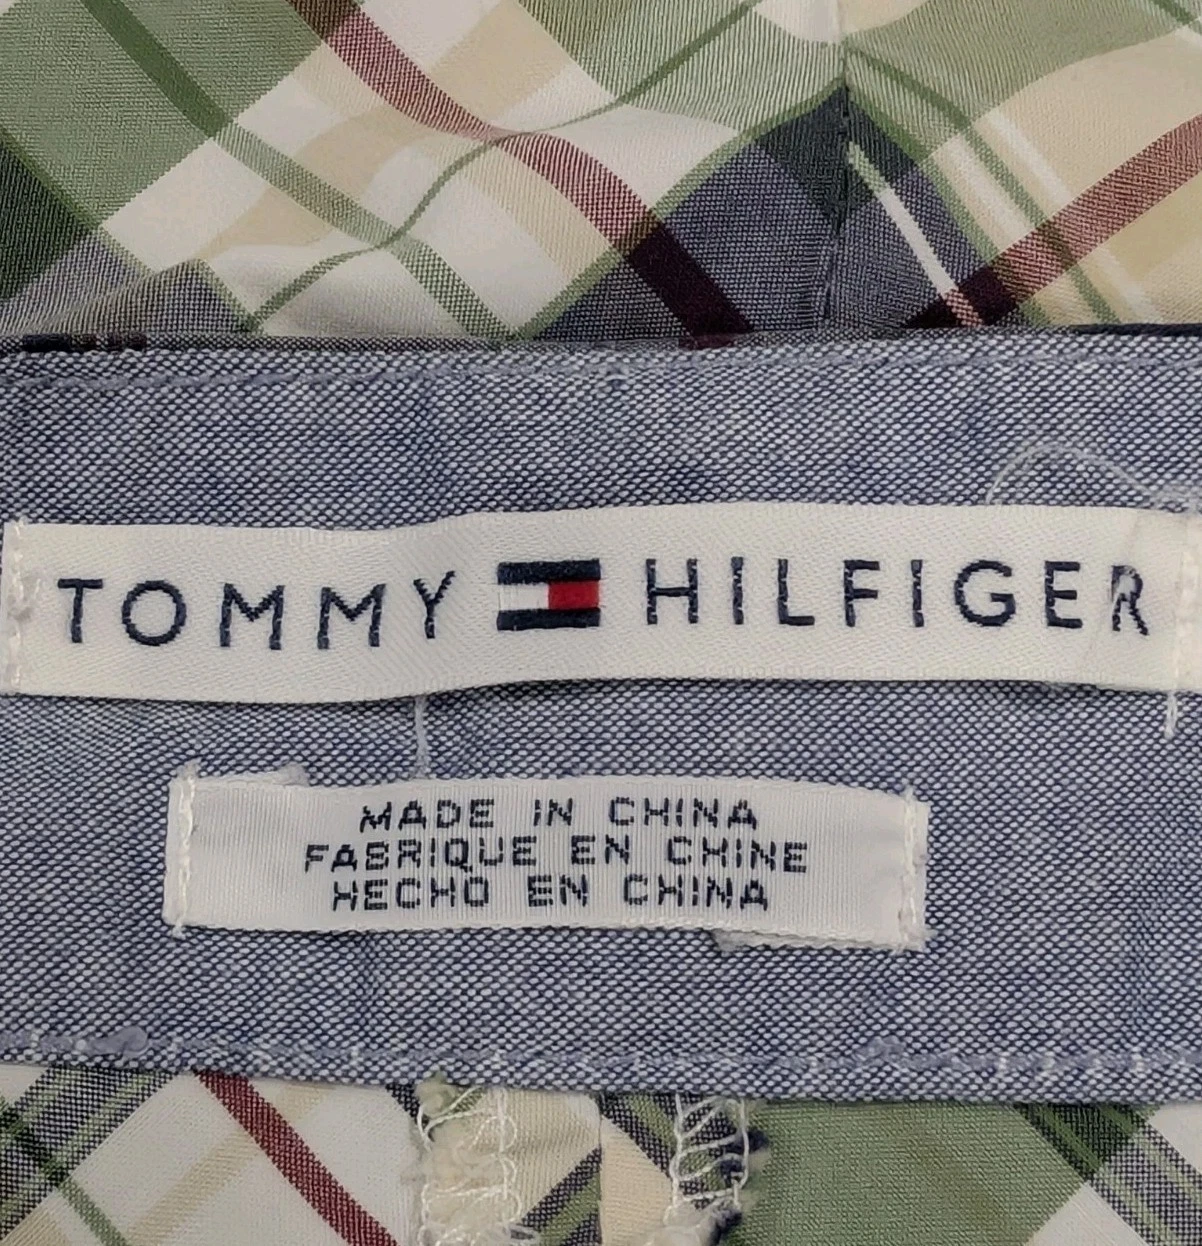 TOMMY HILFIGER
MADE IN CHINA
FABRIQUE EN CHINE
HECHO EN CHINA